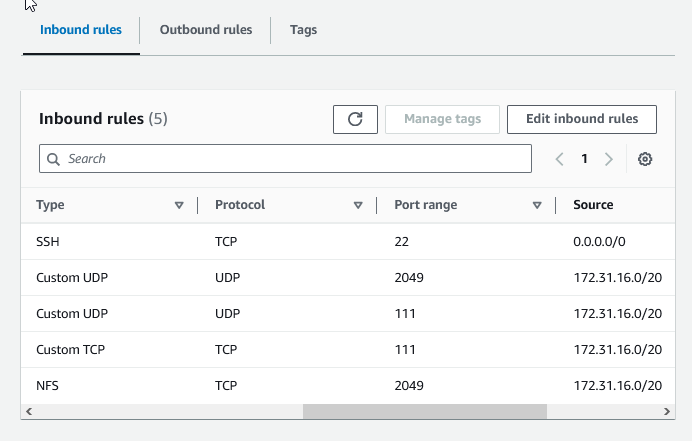 Inbound rules Outbound rules Tags
Inbound rules (5) Manage tags Edit inbound rules
Search 1
Type Protocol Port range Source
SSH TCP 22 0.0.0.0/0
Custom UDP UDP 2049 172.31.16.0/20
Custom UDP UDP 111 172.31.16.0/20
Custom TCP TCP 111 172.31.16.0/20
NFS TCP 2049 172.31.16.0/20